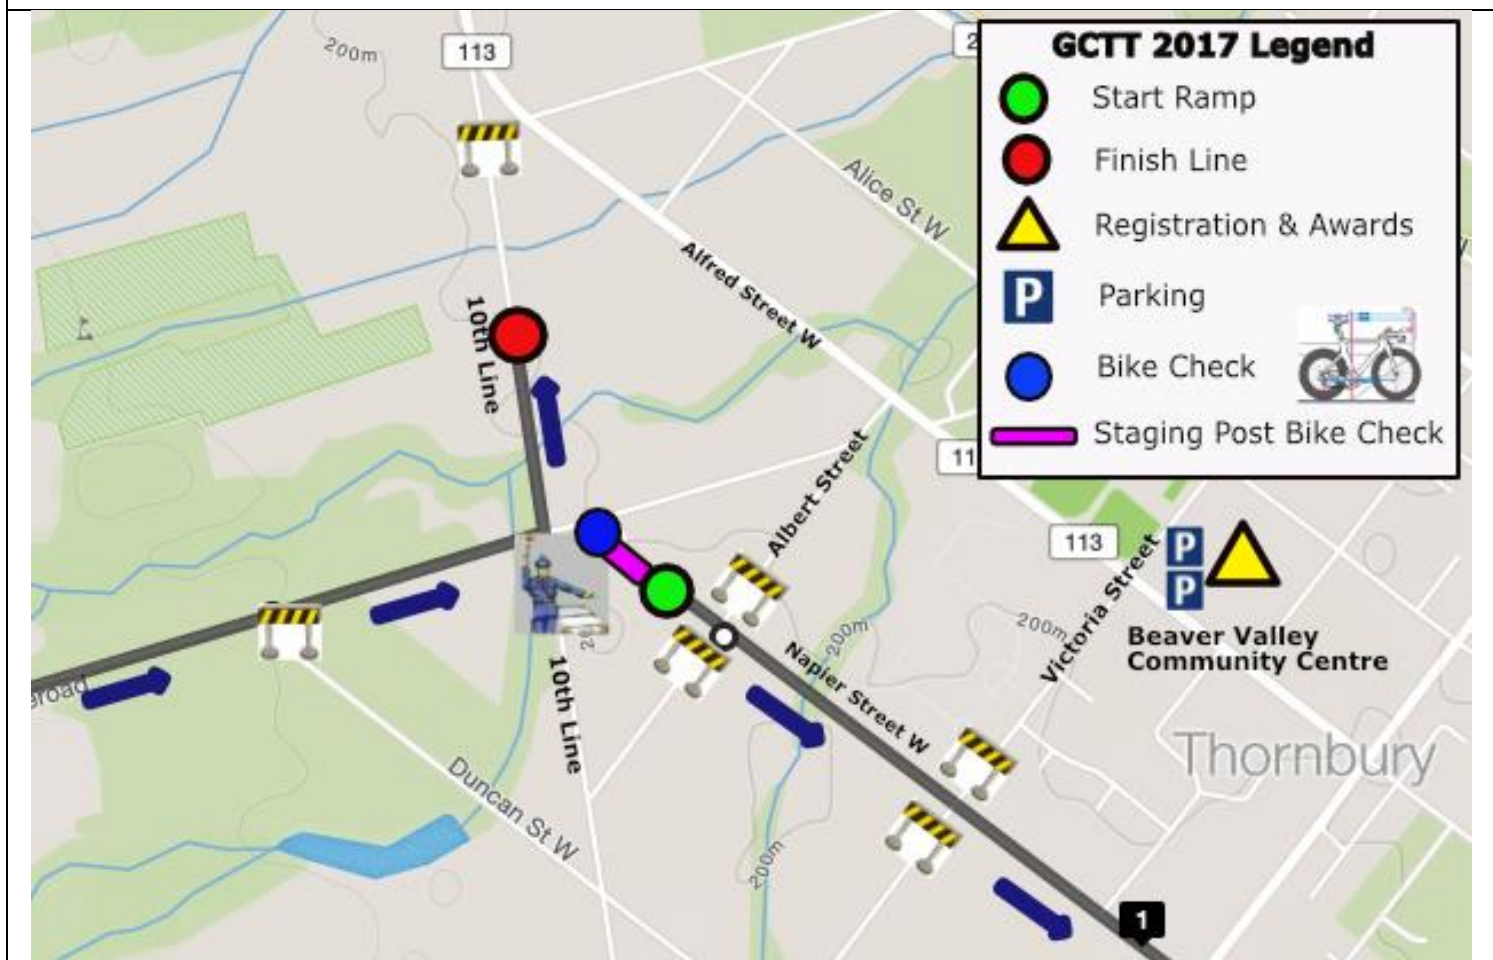 GCTT 2017 Legend
Start Ramp
Finish Line
Registration & Awards
P Parking
Bike Check
Staging Post Bike Check
200m
113
2
Alice St W
Alfred Street W
10th Line
11
Albert Street
113
P
P
Victoria Street
200m
Beaver Valley
Community Centre
200m
Napier Street W
10th Line
Thornbury
Duncan St W
200m
1